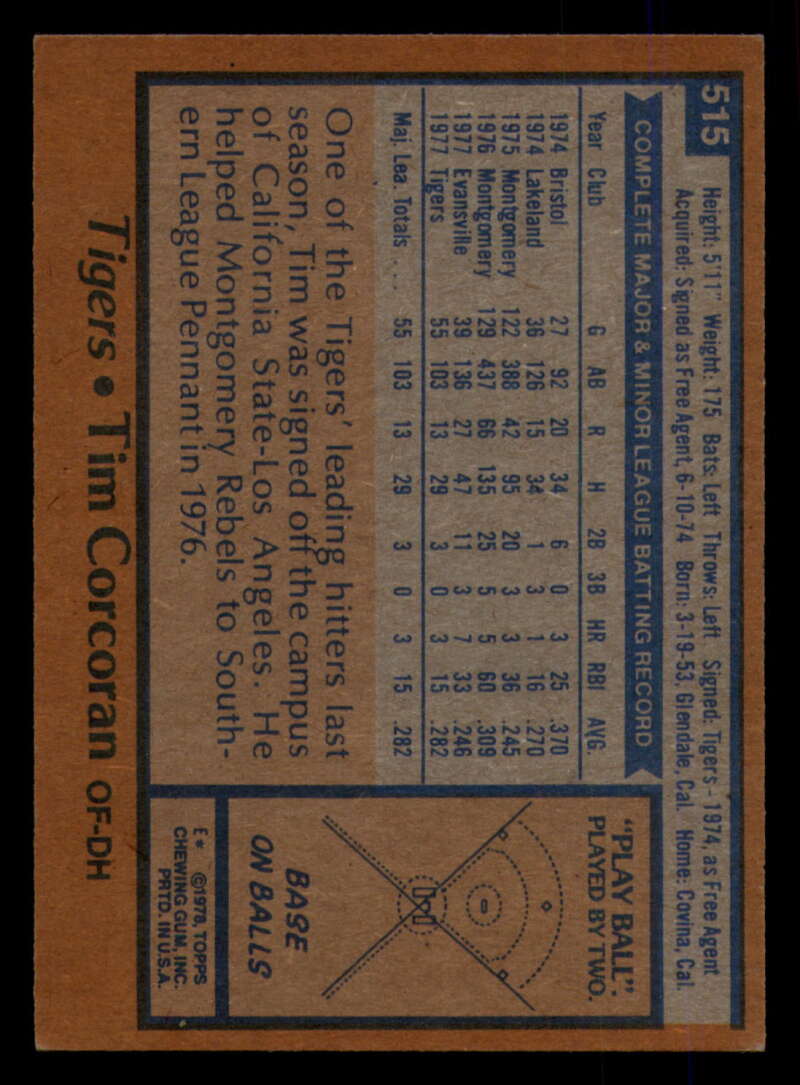 515
Height: 5'11" Weight: 175 Bats: Left Throws: Left Signed: Tigers - 1974, as Free Agent
Acquired: Signed as Free Agent, 6-10-74 Born: 3-19-53, Glendale, Cal. Home: Covina, Cal.
COMPLETE MAJOR & MINOR LEAGUE BATTING RECORD
Year Club G AB R H 2B 3B HR RBI AVG.
1974 Bristol 27 92 20 34 6 0 3 25 .370
1974 Lakeland 36 126 15 34 1 3 1 16 .270
1975 Montgomery 122 388 42 95 20 3 3 36 .245
1976 Montgomery 129 437 66 135 25 5 5 60 .309
1977 Evansville 39 136 27 47 11 3 7 33 .246
1977 Tigers 55 103 13 29 3 0 3 15 .282
Maj. Lea. Totals . . . 55 103 13 29 3 0 3 15 .282
One of the Tigers' leading hitters last
season, Tim was signed off the campus
of California State-Los Angeles. He
helped Montgomery Rebels to South-
ern League Pennant in 1976.
"PLAY BALL":
PLAYED BY TWO.
BASE
ON BALLS
E* ©1978, TOPPS
CHEWING GUM, INC.
PRTD. IN U.S.A.
Tigers • Tim Corcoran OF-DH